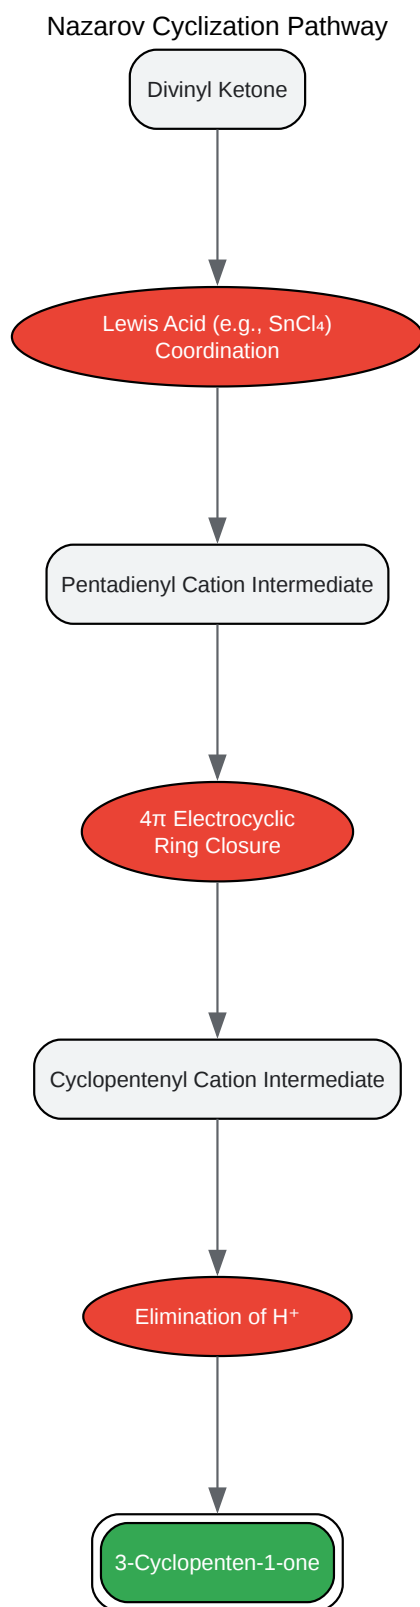 Nazarov Cyclization Pathway
Divinyl Ketone
Lewis Acid (e.g., SnCl₄)
Coordination
Pentadienyl Cation Intermediate
4π Electrocyclic
Ring Closure
Cyclopentenyl Cation Intermediate
Elimination of H⁺
3-Cyclopenten-1-one